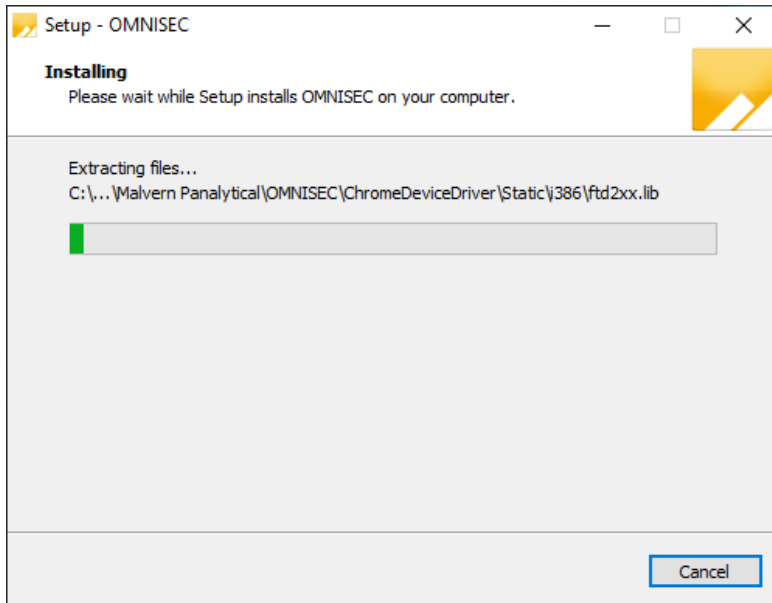 Setup - OMNISEC
Installing
Please wait while Setup installs OMNISEC on your computer.
Extracting files...
C:\...\Malvern Panalytical\OMNISEC\ChromeDeviceDriver\Static\i386\ftd2xx.lib
Cancel